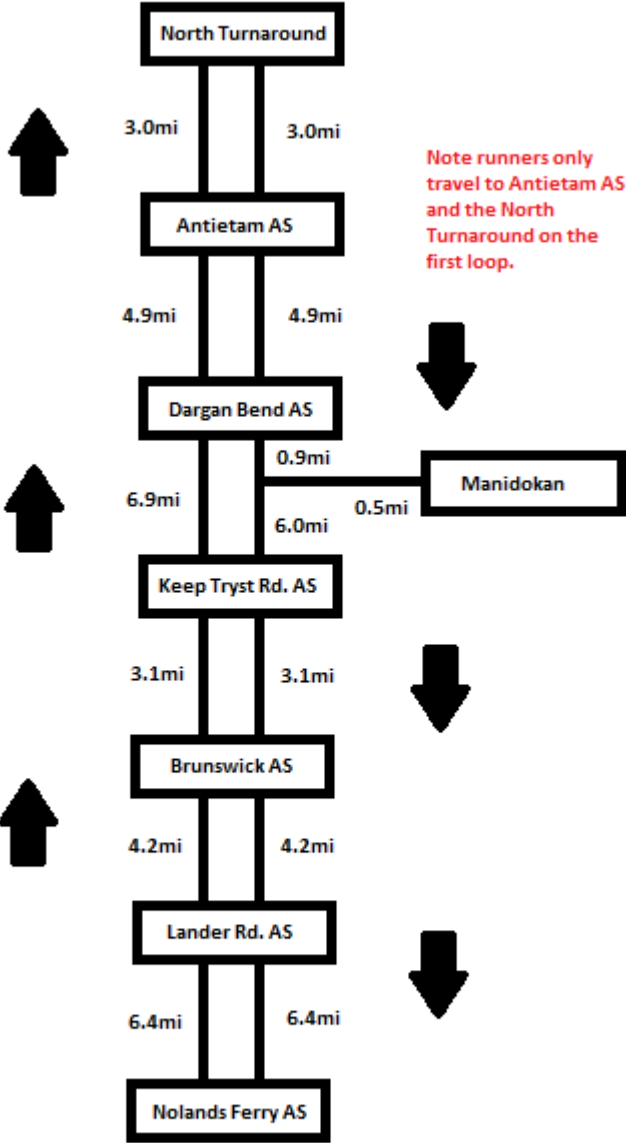 North Turnaround
3.0mi
3.0mi
Note runners only
travel to Antietam AS
and the North
Turnaround on the
first loop.
Antietam AS
4.9mi
4.9mi
Dargan Bend AS
0.9mi
Manidokan
6.9mi
0.5mi
6.0mi
Keep Tryst Rd. AS
3.1mi
3.1mi
Brunswick AS
4.2mi
4.2mi
Lander Rd. AS
6.4mi
6.4mi
Nolands Ferry AS